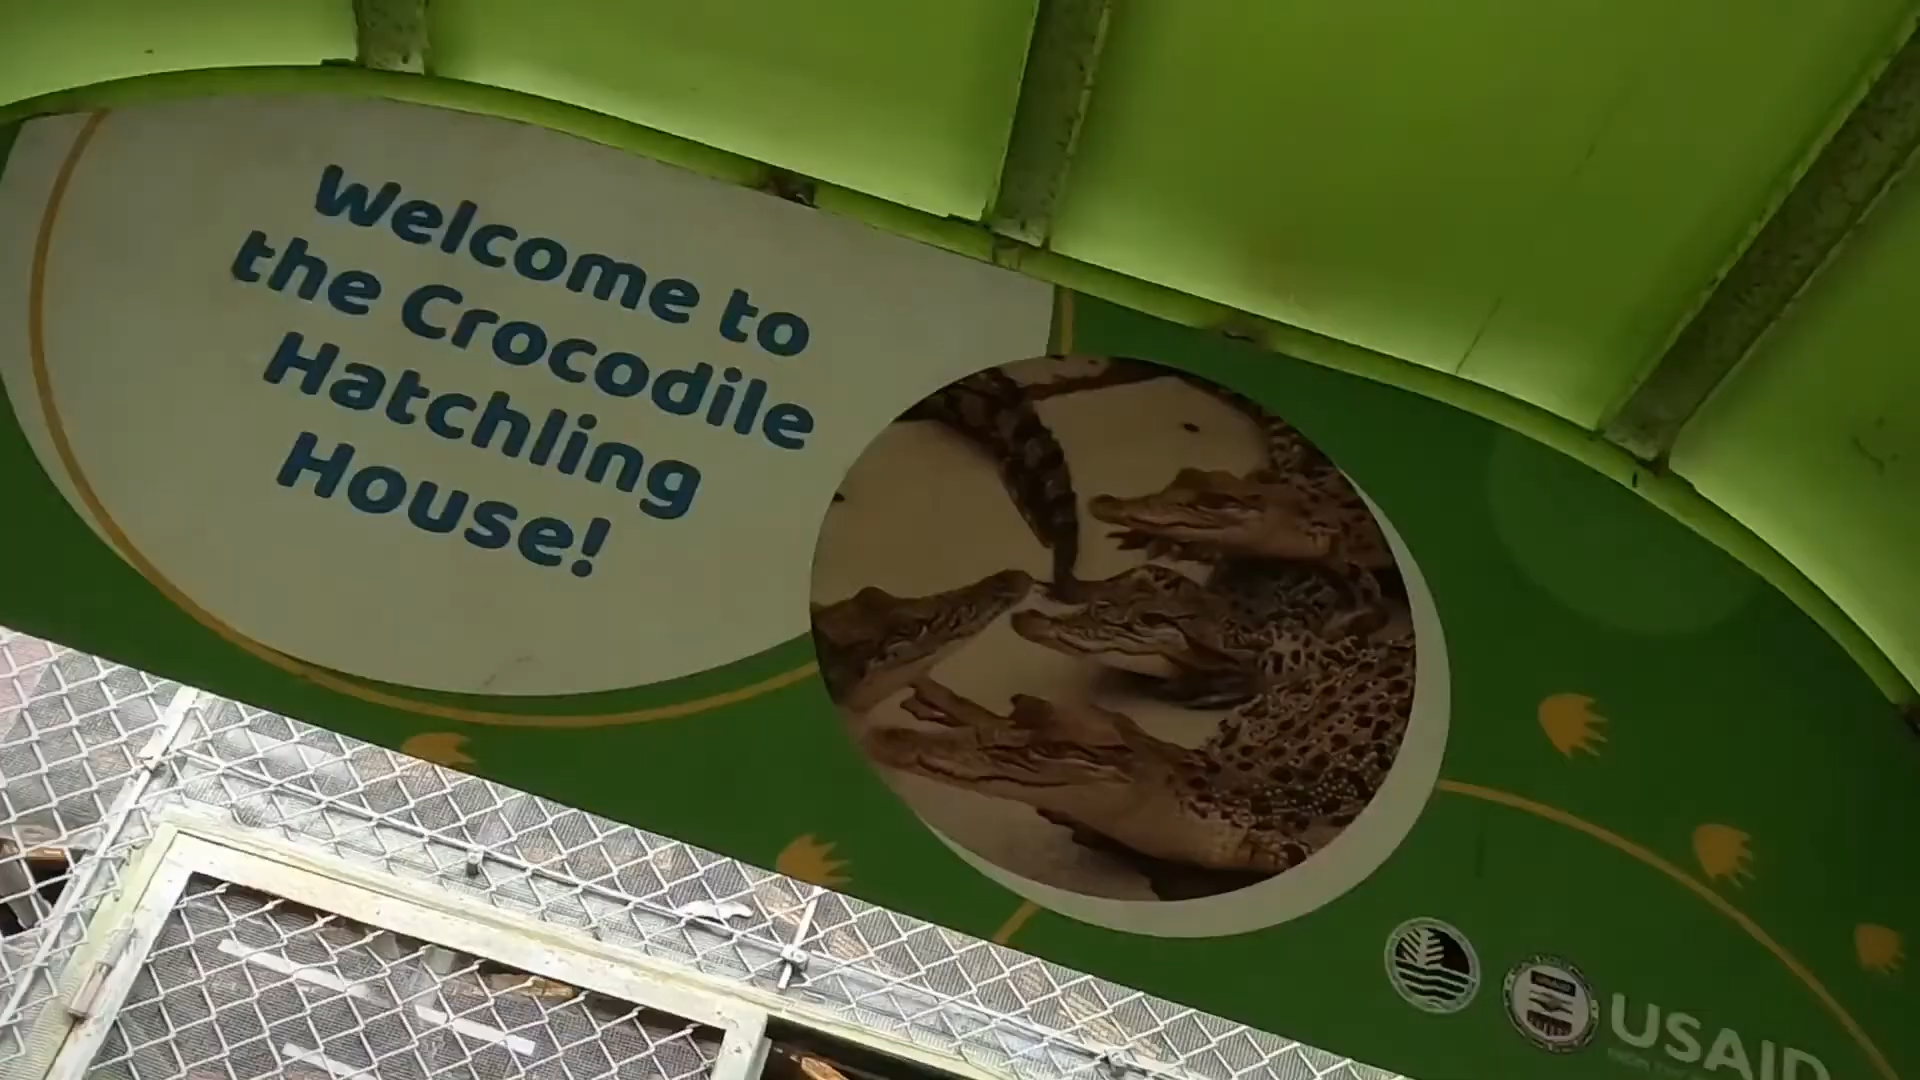 Welcome to
the Crocodile
Hatchling
House!
USAID